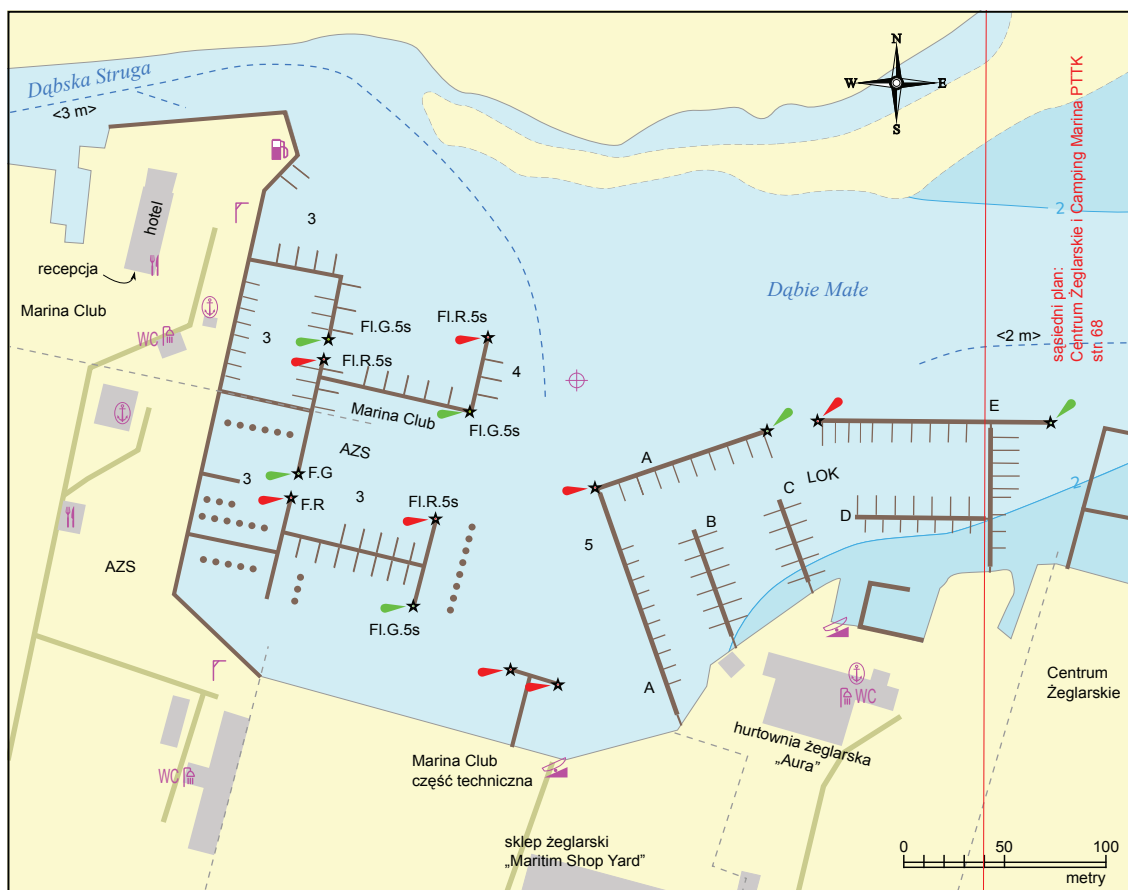 Dąbska Struga
<3 m>
N
W
E
S
sąsiedni plan:
Centrum Żeglarskie i Camping Marina PTTK
str. 68
2
hotel
recepcja
Marina Club
WC
3
3
Fl.G.5s
Fl.R.5s
Fl.R.5s
4
Dąbie Małe
<2 m>
Marina Club
Fl.G.5s
AZS
F.G
3
F.R
3
Fl.R.5s
Fl.G.5s
AZS
A
E
LOK
C
B
D
5
2
A
WC
Marina Club
część techniczna
WC
hurtownia żeglarska
„Aura”
Centrum
Żeglarskie
sklep żeglarski
„Maritim Shop Yard”
0
50
100
metry